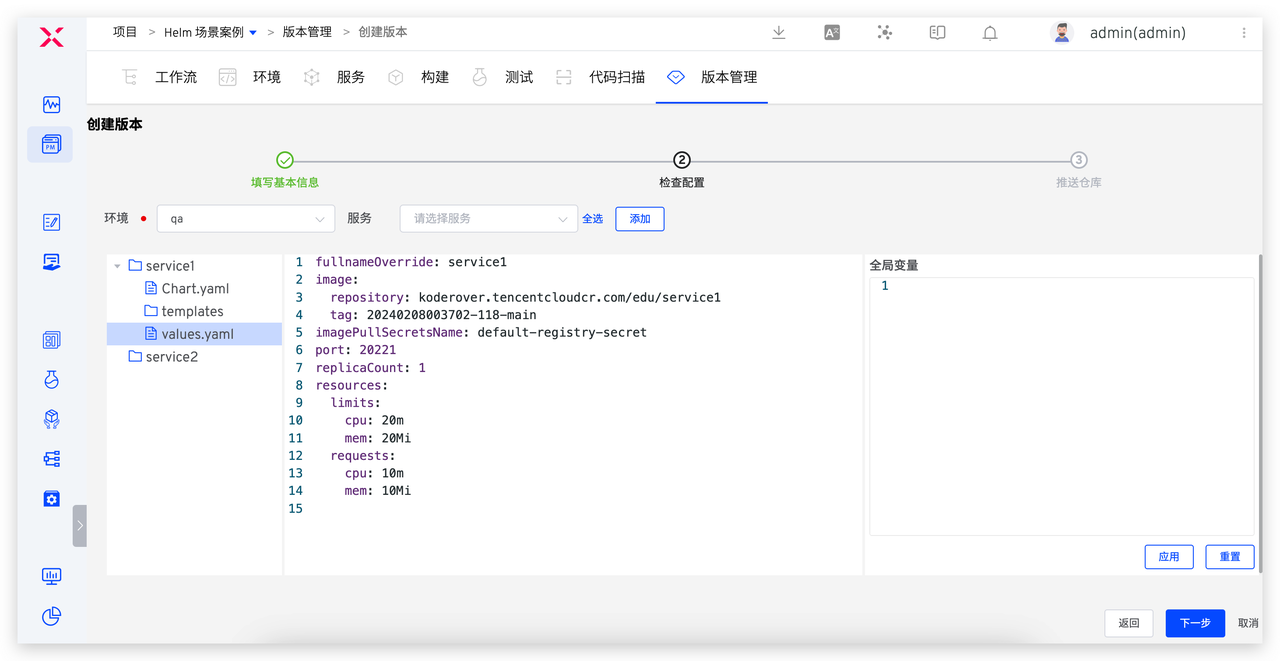 项目 > Helm 场景案例 > 版本管理 > 创建版本
admin(admin)
工作流 环境 服务 构建 测试 代码扫描 版本管理
创建版本
2 3
填写基本信息 检查配置 推送仓库
环境 qa 服务 请选择服务 全选 添加
service1
Chart.yaml
templates
values.yaml
service2
1 fullnameOverride: service1
2 image:
3 repository: koderover.tencentcloudcr.com/edu/service1
4 tag: 20240208003702-118-main
5 imagePullSecretsName: default-registry-secret
6 port: 20221
7 replicaCount: 1
8 resources:
9 limits:
10 cpu: 20m
11 mem: 20Mi
12 requests:
13 cpu: 10m
14 mem: 10Mi
15
全局变量
1
应用 重置
返回 下一步 取消
PM